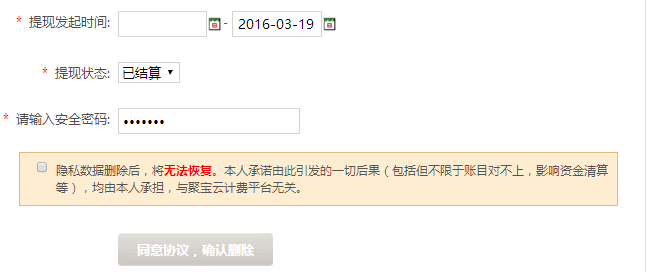 * 提现发起时间: - 2016-03-19
* 提现状态: 已结算
* 请输入安全密码: •••••••
隐私数据删除后，将无法恢复。本人承诺由此引发的一切后果（包括但不限于账目对不上，影响资金清算
等），均由本人承担，与聚宝云计费平台无关。
同意协议，确认删除